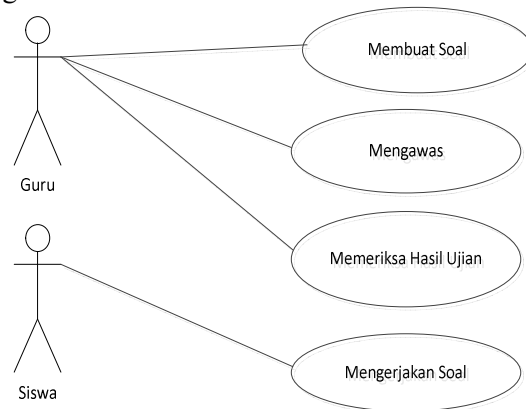 Membuat Soal
Mengawas
Guru
Memeriksa Hasil Ujian
Mengerjakan Soal
Siswa